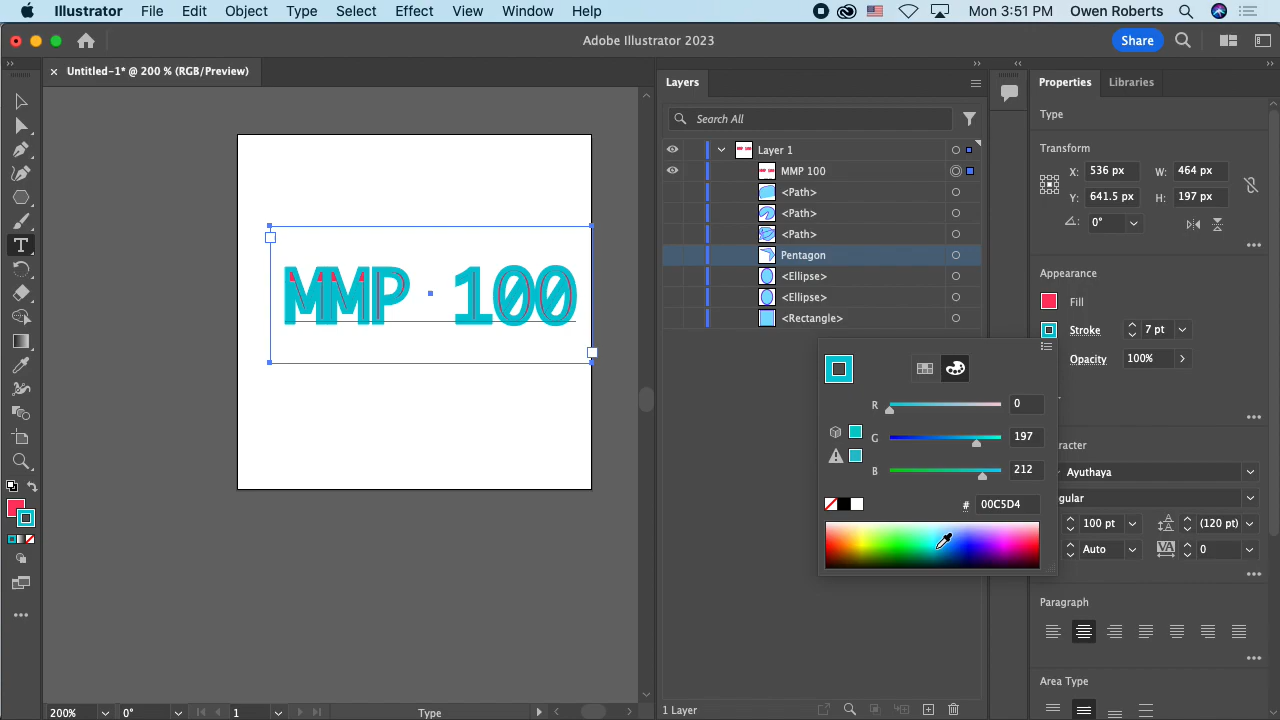 Illustrator File Edit Object Type Select Effect View Window Help Mon 3:51 PM Owen Roberts
Adobe Illustrator 2023
Share
Untitled-1* @ 200 % (RGB/Preview)
Layers
Properties
Libraries
Search All
Type
Layer 1
MMP 100
<Path>
<Path>
<Path>
Pentagon
<Ellipse>
<Ellipse>
<Rectangle>
Transform
X: 536 px W: 464 px
Y: 641.5 px H: 197 px
0°
Appearance
Fill
Stroke 7 pt
Opacity 100%
MMP 100
R 0
G 197
B 212
# 00C5D4
aracter
Ayuthaya
gular
100 pt (120 pt)
Auto VA 0
Paragraph
Area Type
1 Layer
200% 0° 1 Type